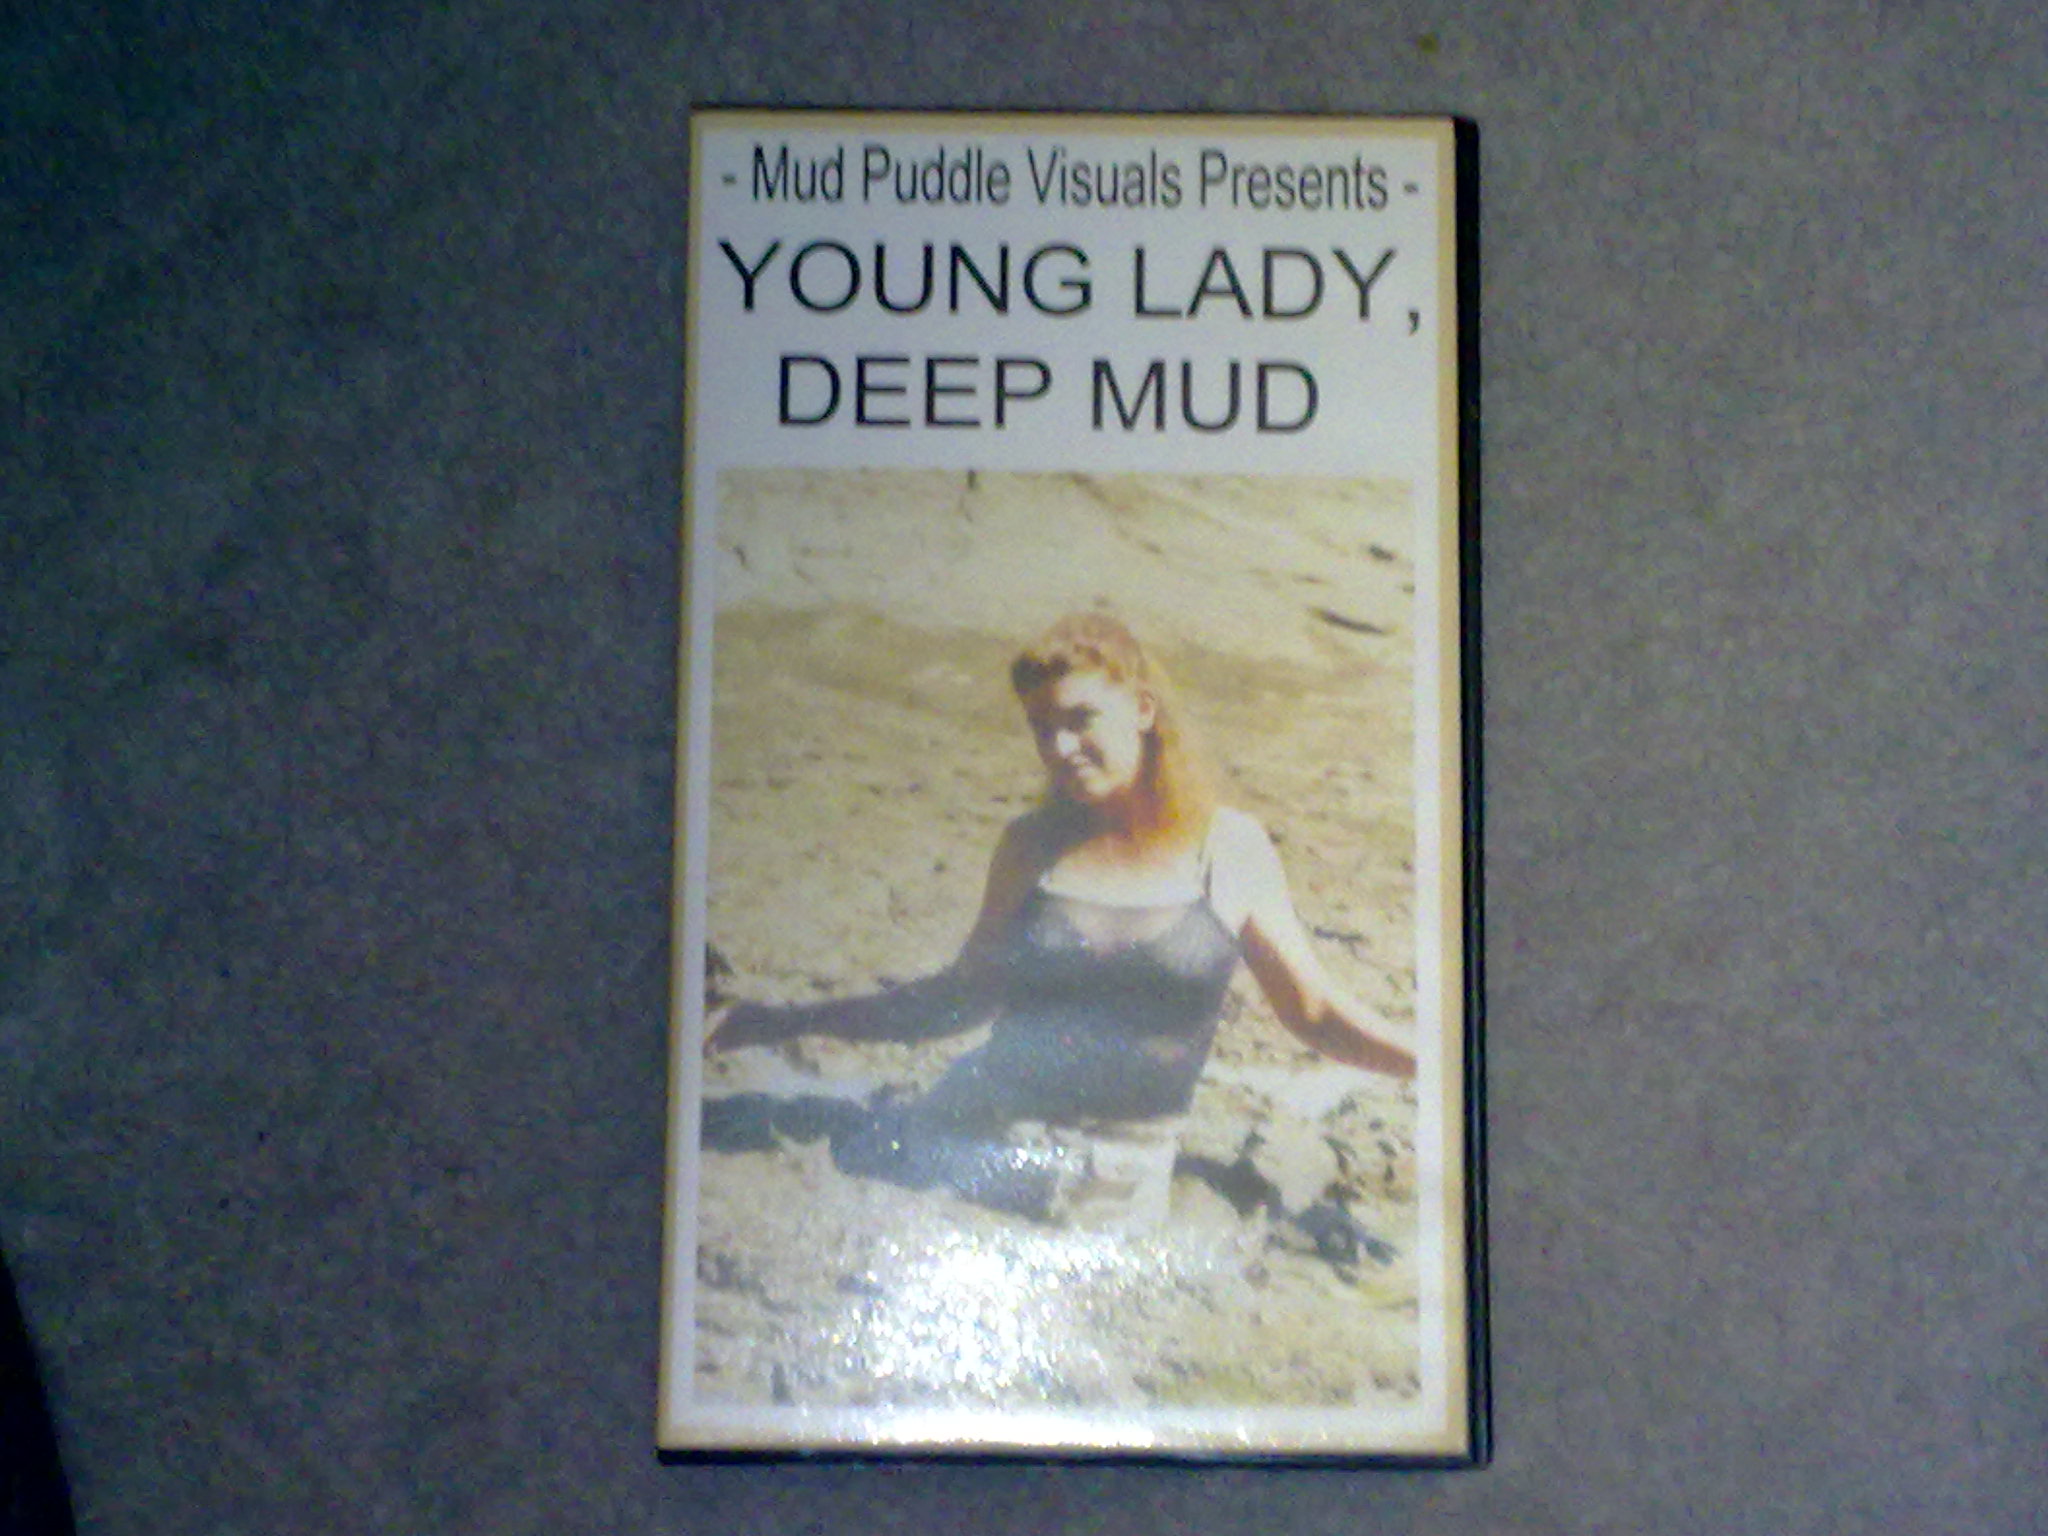 - Mud Puddle Visuals Presents -
YOUNG LADY,
DEEP MUD